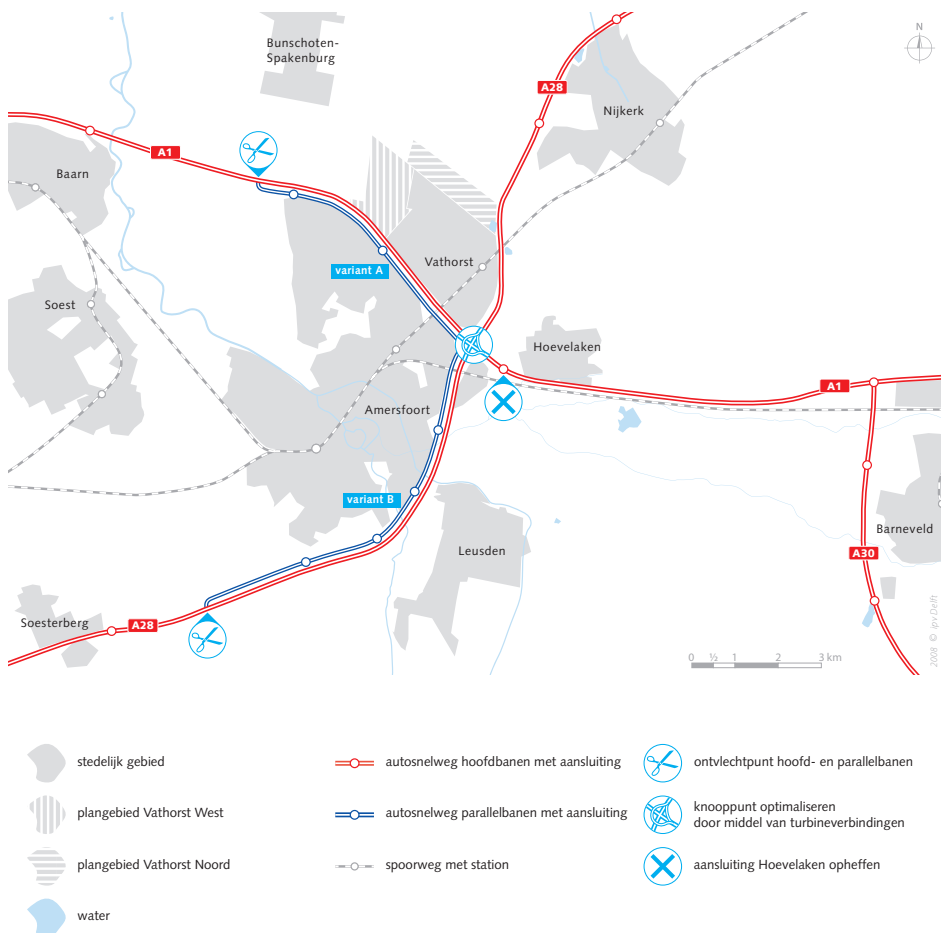 Bunschoten-
Spakenburg
N
A28
Nijkerk
A1
Baarn
Vathorst
variant A
Soest
Hoevelaken
A1
Amersfoort
variant B
Leusden
Barneveld
A30
Soesterberg
A28
0 ½ 1 2 3 km
2008 © ipv Delft
stedelijk gebied
plangebied Vathorst West
plangebied Vathorst Noord
water
autosnelweg hoofdbanen met aansluiting
autosnelweg parallelbanen met aansluiting
spoorweg met station
ontvlechtpunt hoofd- en parallelbanen
knooppunt optimaliseren
door middel van turbineverbindingen
aansluiting Hoevelaken opheffen